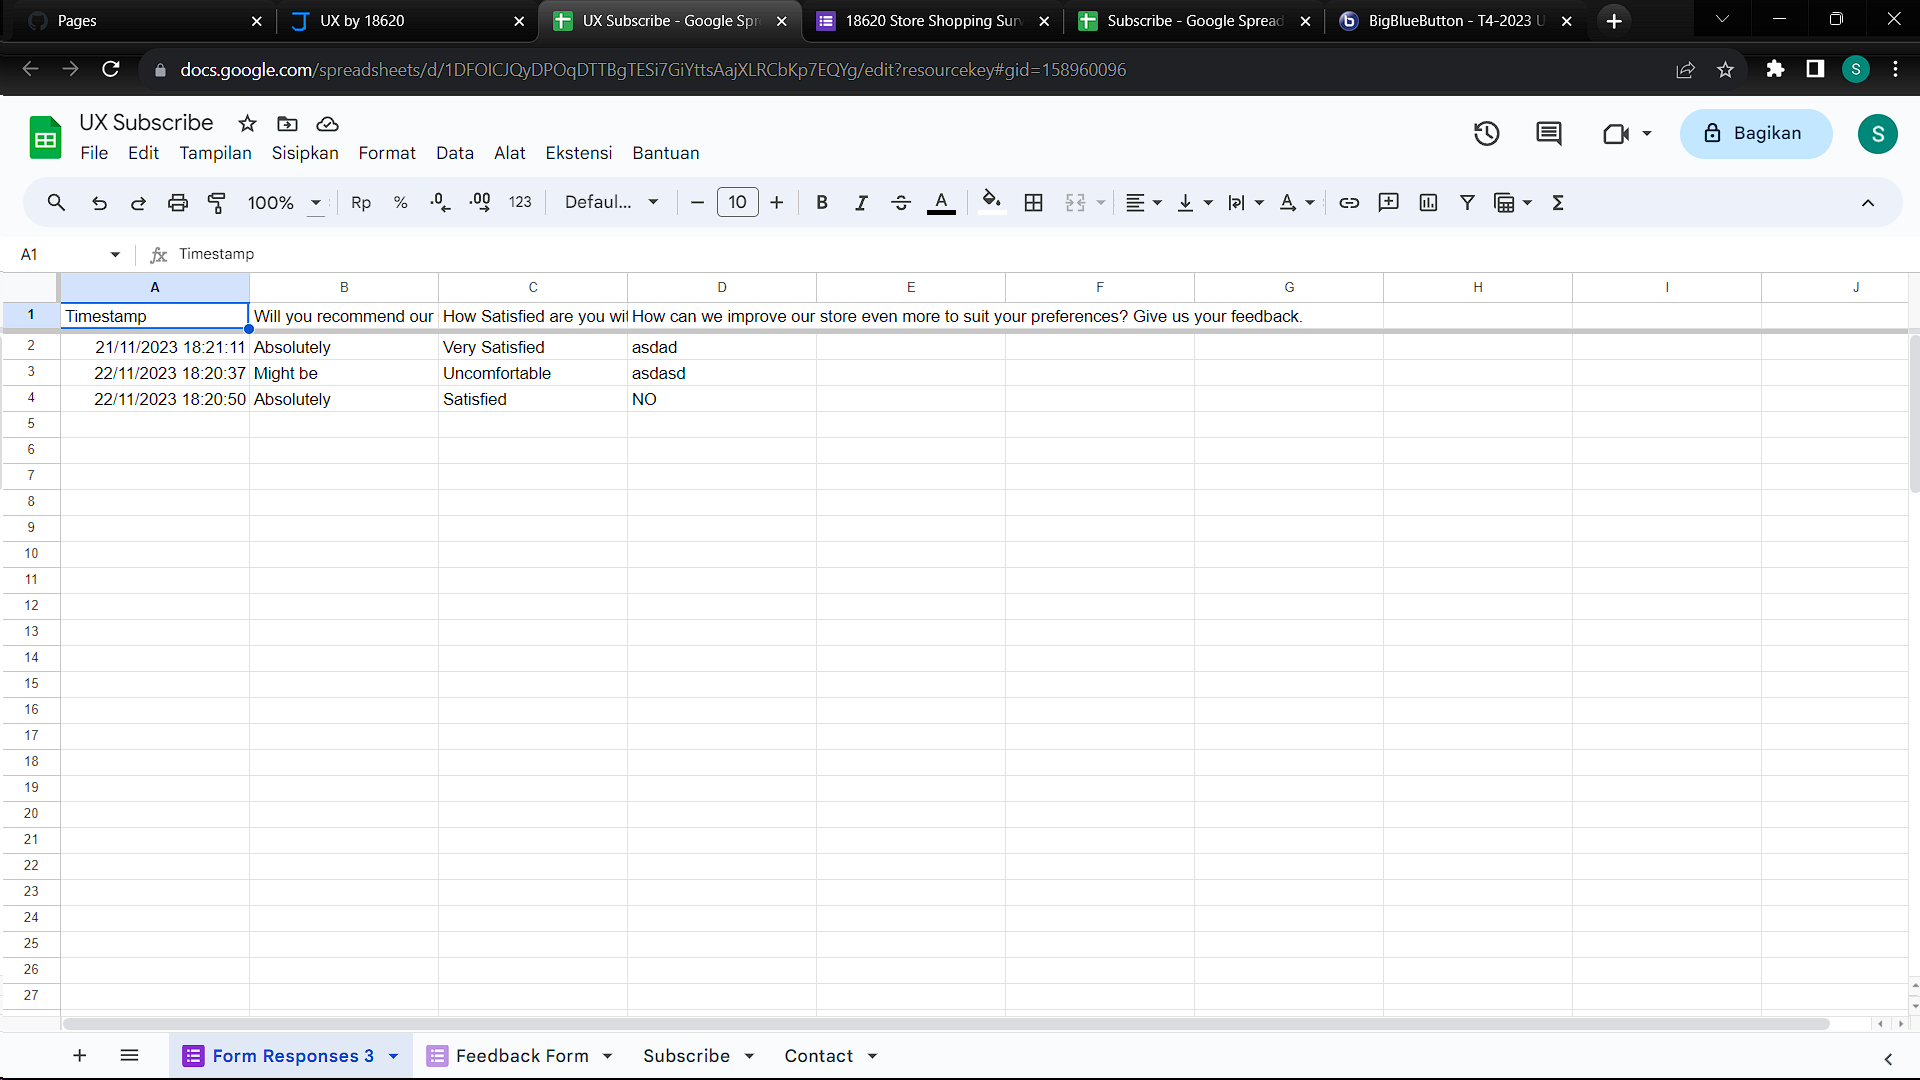 Pages
UX by 18620
UX Subscribe - Google Spr
18620 Store Shopping Surv
Subscribe - Google Spread
BigBlueButton - T4-2023 U
docs.google.com/spreadsheets/d/1DFOICJQyDPOqDTTBgTESi7GiYttsAajXLRCbKp7EQYg/edit?resourcekey#gid=158960096
S
UX Subscribe
File Edit Tampilan Sisipkan Format Data Alat Ekstensi Bantuan
Bagikan
S
100% Rp % .0 .00 123 Defaul... 10 B I A
A1 fx Timestamp
A B C D E F G H I J
1 Timestamp Will you recommend our How Satisfied are you wit How can we improve our store even more to suit your preferences? Give us your feedback.
2 21/11/2023 18:21:11 Absolutely Very Satisfied asdad
3 22/11/2023 18:20:37 Might be Uncomfortable asdasd
4 22/11/2023 18:20:50 Absolutely Satisfied NO
5
6
7
8
9
10
11
12
13
14
15
16
17
18
19
20
21
22
23
24
25
26
27
Form Responses 3 Feedback Form Subscribe Contact